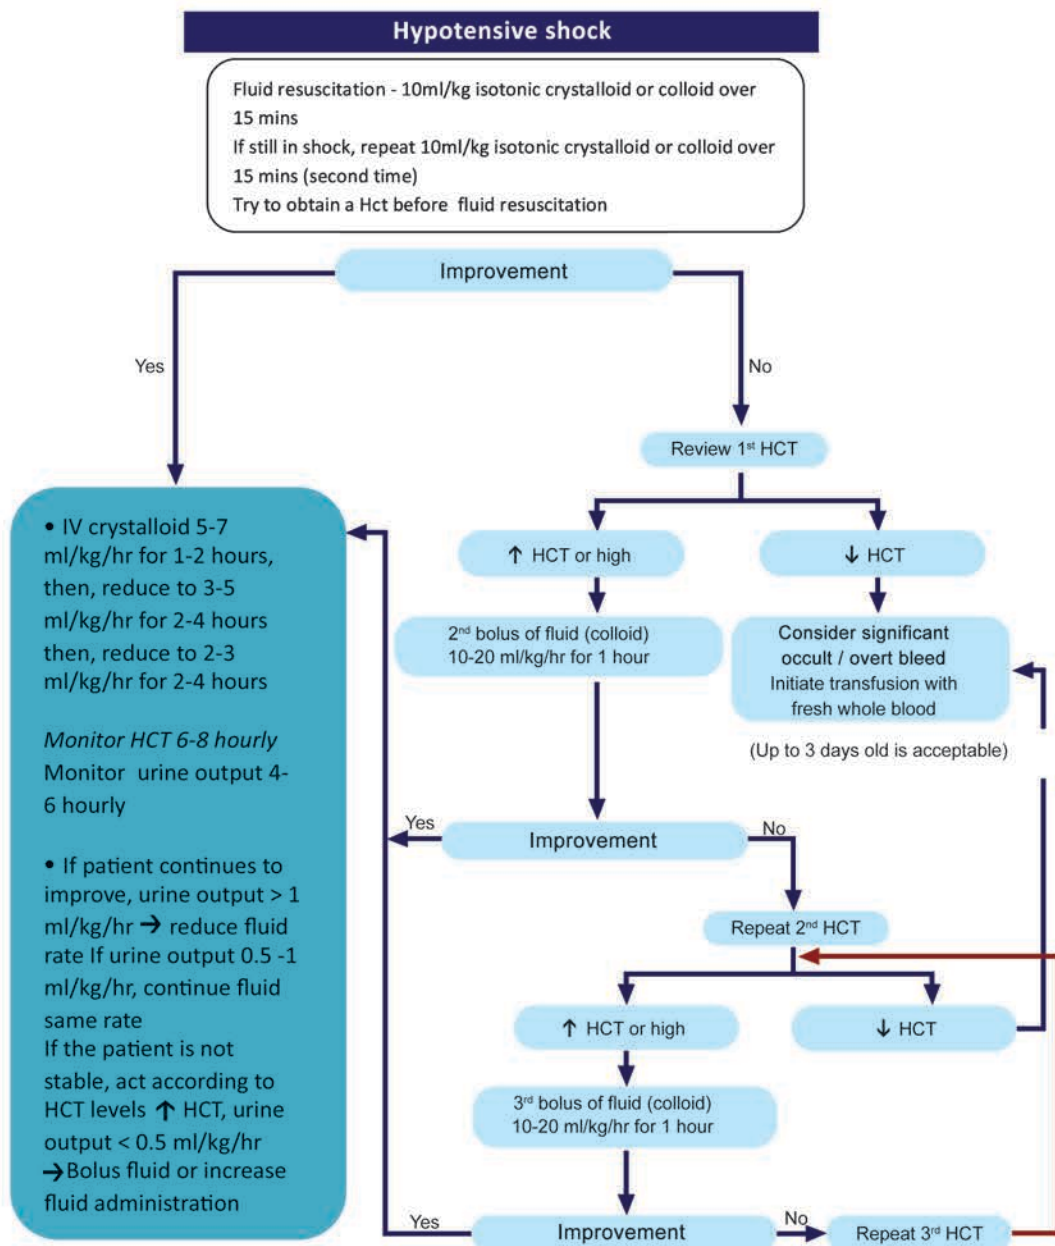 Hypotensive shock
Fluid resuscitation - 10ml/kg isotonic crystalloid or colloid over
15 mins
If still in shock, repeat 10ml/kg isotonic crystalloid or colloid over
15 mins (second time)
Try to obtain a Hct before fluid resuscitation
Improvement
Yes
No
Review 1st HCT
↑ HCT or high
↓ HCT
2nd bolus of fluid (colloid)
10-20 ml/kg/hr for 1 hour
Consider significant
occult / overt bleed
Initiate transfusion with
fresh whole blood
(Up to 3 days old is acceptable)
• IV crystalloid 5-7
ml/kg/hr for 1-2 hours,
then, reduce to 3-5
ml/kg/hr for 2-4 hours
then, reduce to 2-3
ml/kg/hr for 2-4 hours
Monitor HCT 6-8 hourly
Monitor urine output 4-
6 hourly
• If patient continues to
improve, urine output > 1
ml/kg/hr → reduce fluid
rate If urine output 0.5 -1
ml/kg/hr, continue fluid
same rate
If the patient is not
stable, act according to
HCT levels ↑ HCT, urine
output < 0.5 ml/kg/hr
→Bolus fluid or increase
fluid administration
Yes
Improvement
No
Repeat 2nd HCT
↑ HCT or high
↓ HCT
3rd bolus of fluid (colloid)
10-20 ml/kg/hr for 1 hour
Yes
Improvement
No
Repeat 3rd HCT